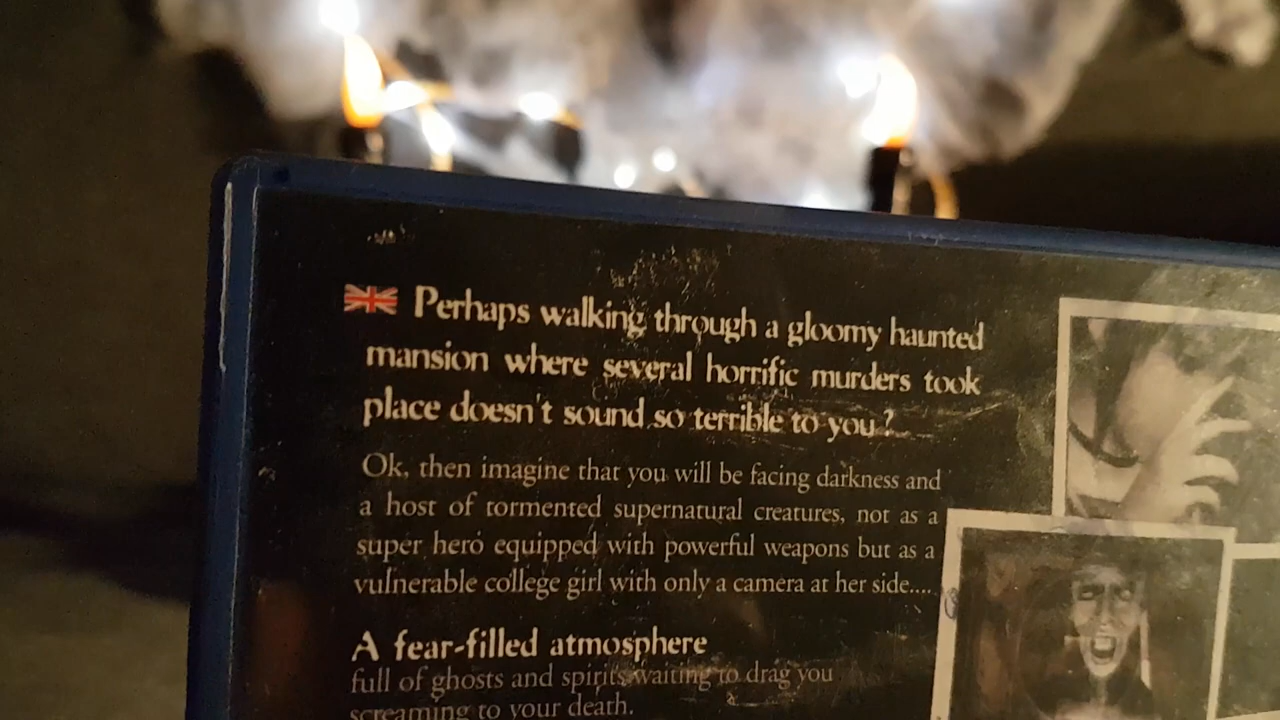 Perhaps walking through a gloomy haunted
mansion where several horrific murders took
place doesn't sound so terrible to you ?
Ok, then imagine that you will be facing darkness and
a host of tormented supernatural creatures, not as a
super hero equipped with powerful weapons but as a
vulnerable college girl with only a camera at her side....
A fear-filled atmosphere
full of ghosts and spirits waiting to drag you
screaming to your death.